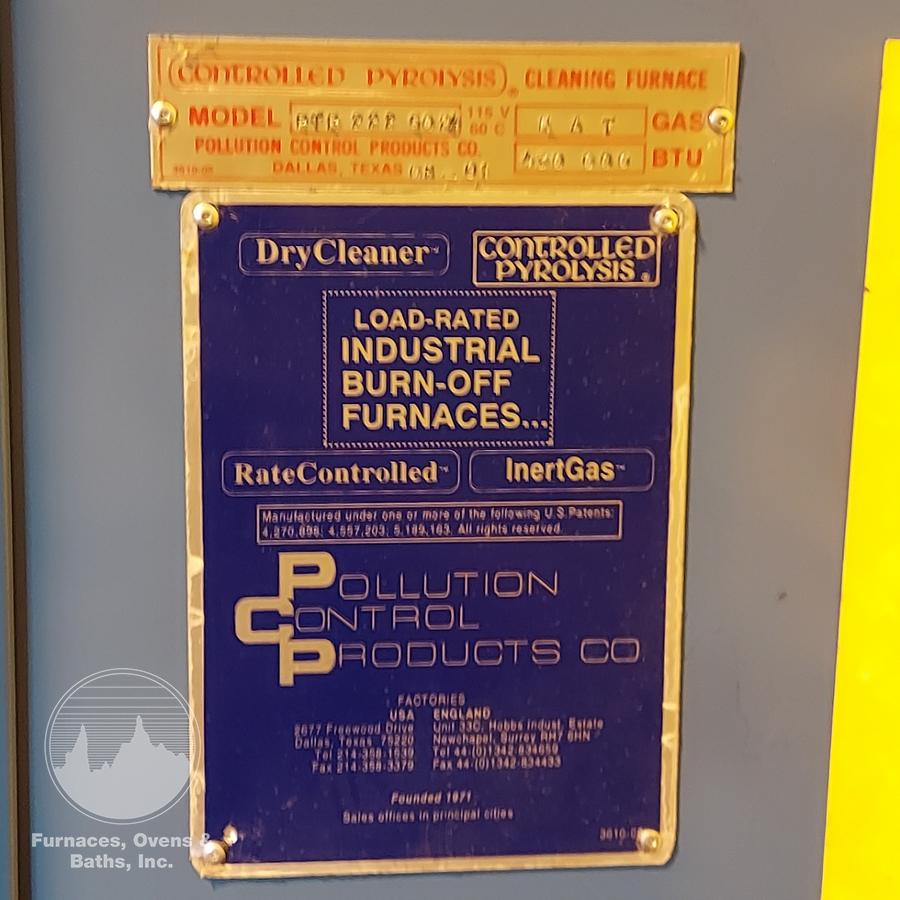 CONTROLLED PYROLYSIS® CLEANING FURNACE
MODEL 115 V GAS
60 C
POLLUTION CONTROL PRODUCTS CO.
BTU
DALLAS, TEXAS
DryCleaner™
CONTROLLED
PYROLYSIS®
LOAD-RATED
INDUSTRIAL
BURN-OFF
FURNACES...
RateControlled™ InertGas™
Manufactured under one or more of the following U.S. Patents:
4,270,898; 4,557,203; 5,189,163. All rights reserved.
POLLUTION
CONTROL
PRODUCTS CO.
FACTORIES
USA ENGLAND
2677 Freewood Drive Unit 33C, Hobbs Indust. Estate
Dallas, Texas 75220 Newchapel, Surrey RH7 6HN
Tel 214-358-1539 Tel 44-(0)1342-834650
Fax 214-358-3379 Fax 44-(0)1342-834433
Founded 1971
Sales offices in principal cities
Furnaces, Ovens &
Baths, Inc.